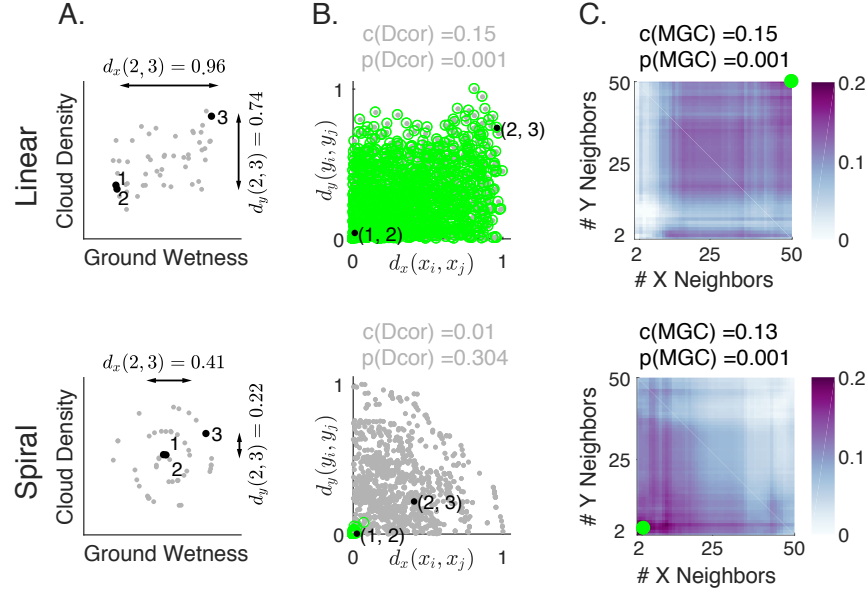 A.
B.
C.
Linear
d_x(2, 3) = 0.96
d_y(2, 3) = 0.74
3
1
2
Cloud Density
Ground Wetness
c(Dcor) =0.15
p(Dcor) =0.001
1
d_y(y_i, y_j)
(2, 3)
(1, 2)
0
0
d_x(x_i, x_j)
1
c(MGC) =0.15
p(MGC) =0.001
50
25
2
# Y Neighbors
2
25
50
# X Neighbors
0.2
0.1
0
Spiral
d_x(2, 3) = 0.41
d_y(2, 3) = 0.22
1
3
2
Cloud Density
Ground Wetness
c(Dcor) =0.01
p(Dcor) =0.304
1
d_y(y_i, y_j)
(2, 3)
(1, 2)
0
0
d_x(x_i, x_j)
1
c(MGC) =0.13
p(MGC) =0.001
50
25
2
# Y Neighbors
2
25
50
# X Neighbors
0.2
0.1
0